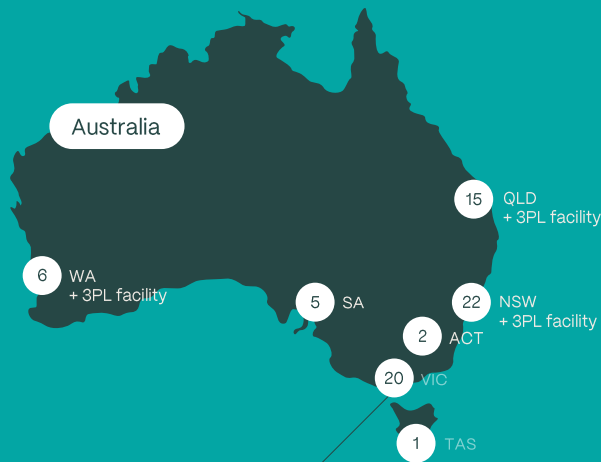 Australia
15
QLD
+ 3PL facility
6
WA
+ 3PL facility
5
SA
22
NSW
+ 3PL facility
2
ACT
20
VIC
1
TAS